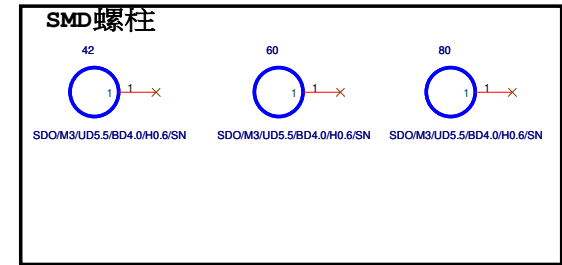 SMD螺柱
42 60 80
1 1 1 1 1 1
SDO/M3/UD5.5/BD4.0/H0.6/SN SDO/M3/UD5.5/BD4.0/H0.6/SN SDO/M3/UD5.5/BD4.0/H0.6/SN